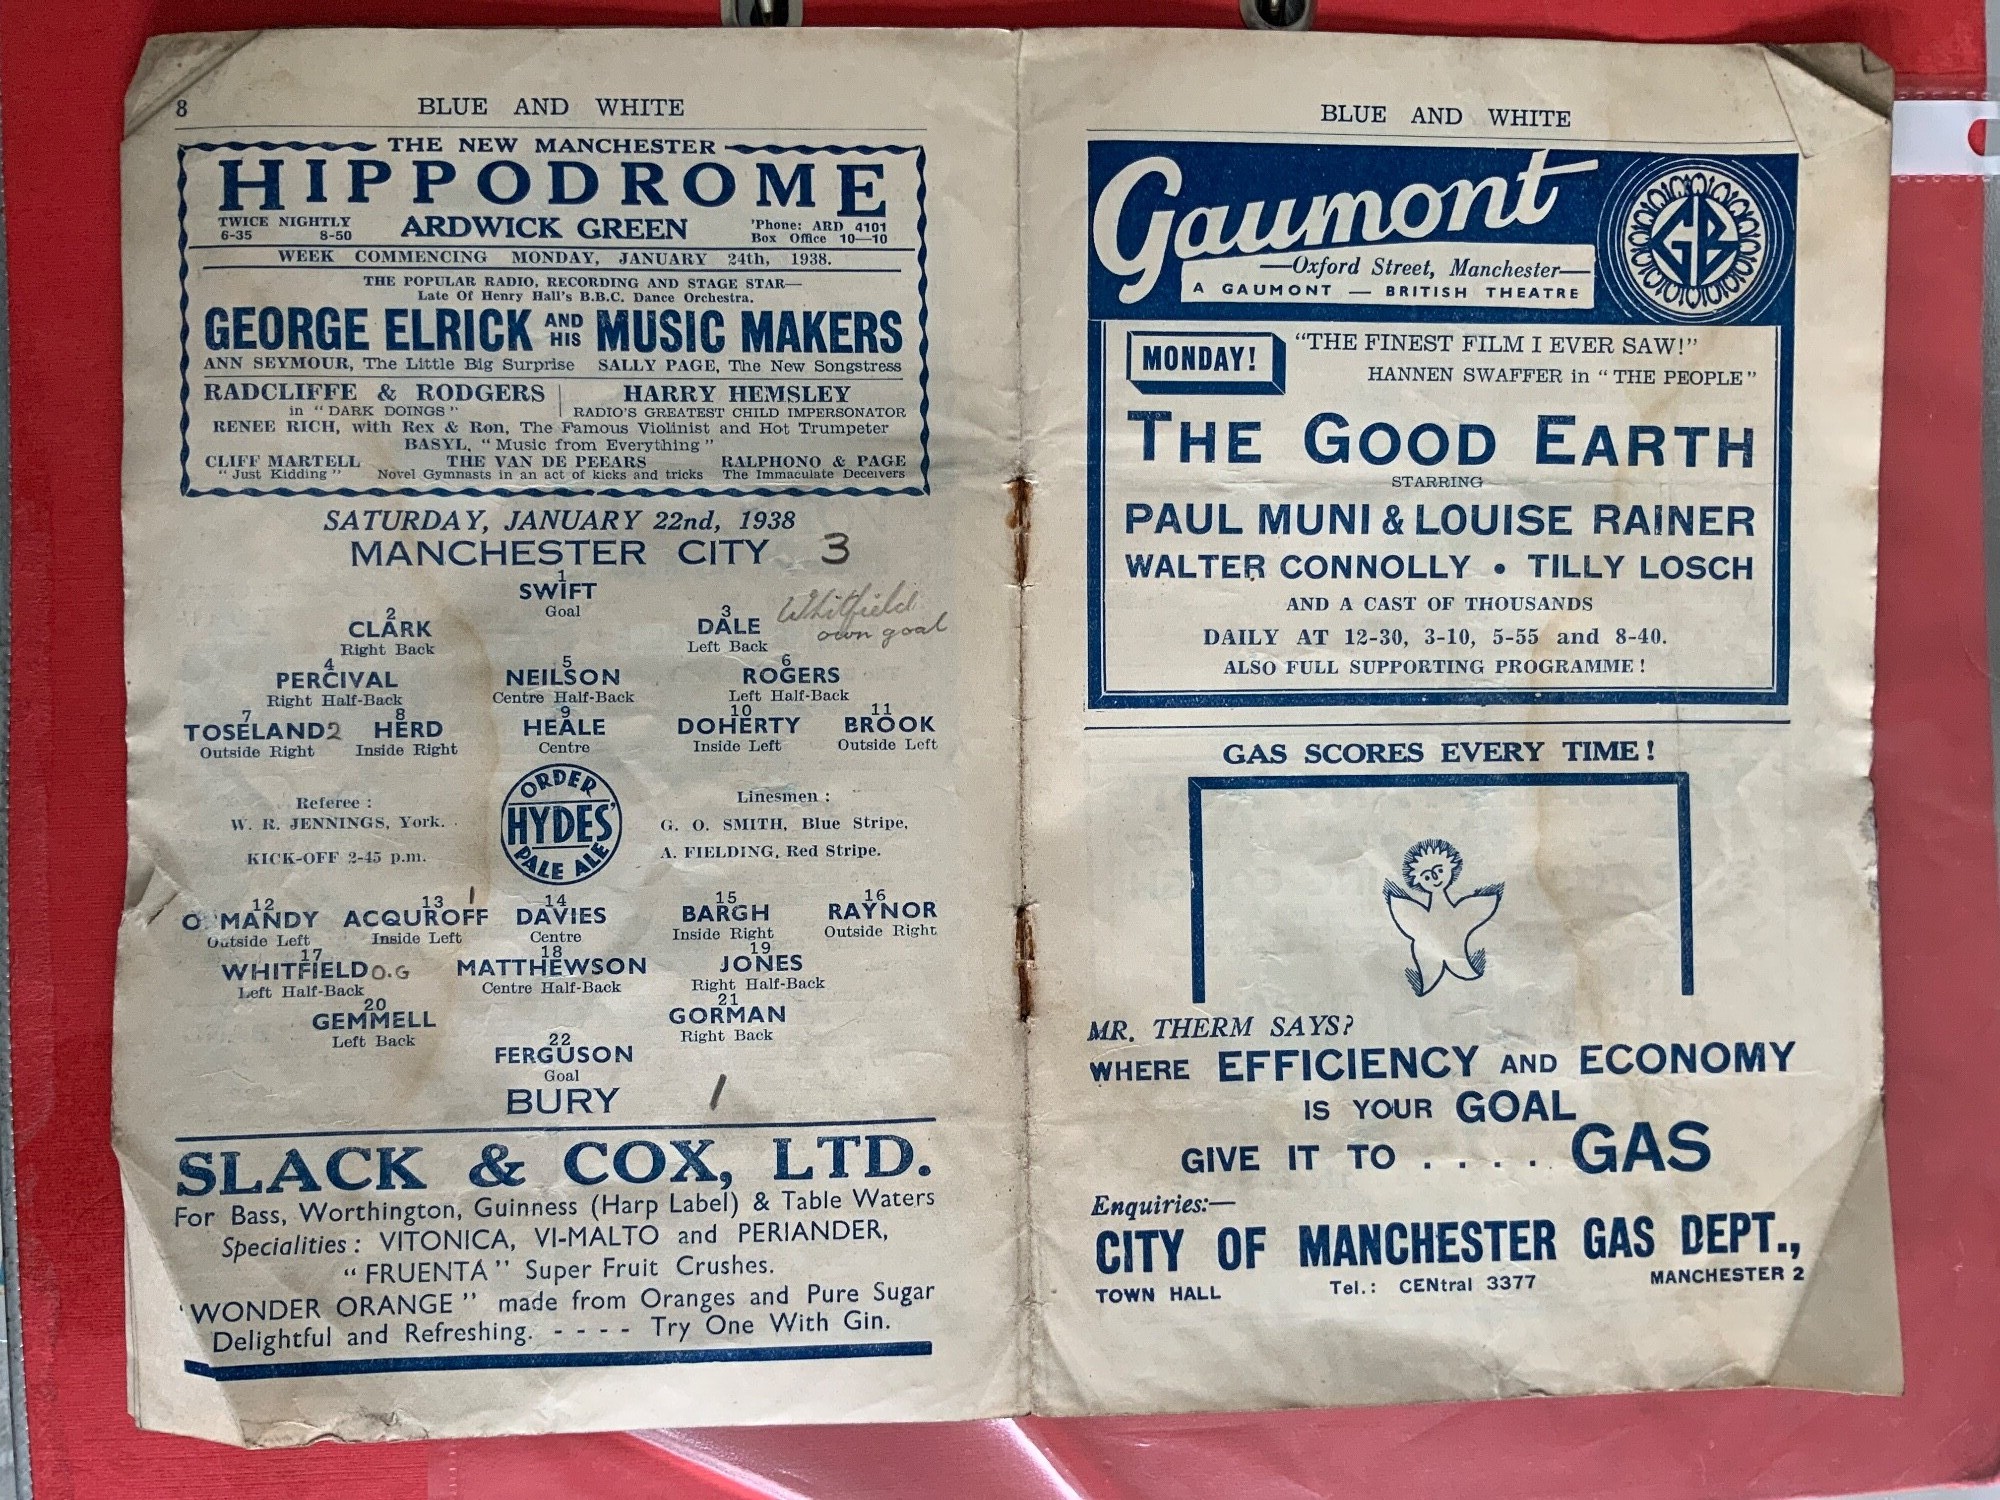 8
BLUE AND WHITE
THE NEW MANCHESTER
HIPPODROME
TWICE NIGHTLY
6-35 8-50
ARDWICK GREEN
'Phone: ARD 4101
Box Office 10—10
WEEK COMMENCING MONDAY, JANUARY 24th, 1938.
THE POPULAR RADIO, RECORDING AND STAGE STAR—
Late Of Henry Hall's B.B.C. Dance Orchestra.
GEORGE ELRICK AND HIS MUSIC MAKERS
ANN SEYMOUR, The Little Big Surprise SALLY PAGE, The New Songstress
RADCLIFFE & RODGERS
in "DARK DOINGS"
HARRY HEMSLEY
RADIO'S GREATEST CHILD IMPERSONATOR
RENEE RICH, with Rex & Ron, The Famous Violinist and Hot Trumpeter
BASYL, "Music from Everything"
CLIFF MARTELL THE VAN DE PEEARS RALPHONO & PAGE
"Just Kidding" Novel Gymnasts in an act of kicks and tricks The Immaculate Deceivers
SATURDAY, JANUARY 22nd, 1938
MANCHESTER CITY 3
1
SWIFT
Goal
Whitfield
own goal
2 3
CLARK DALE
Right Back Left Back
4 5 6
PERCIVAL NEILSON ROGERS
Right Half-Back Centre Half-Back Left Half-Back
7 8 9 10 11
TOSELAND 2 HERD HEALE DOHERTY BROOK
Outside Right Inside Right Centre Inside Left Outside Left
Referee :
W. R. JENNINGS, York.
KICK-OFF 2-45 p.m.
ORDER
HYDES'
PALE ALE
Linesmen :
G. O. SMITH, Blue Stripe,
A. FIELDING, Red Stripe.
12 13 1 14 15 16
O'MANDY ACQUROFF DAVIES BARGH RAYNOR
Outside Left Inside Left Centre Inside Right Outside Right
17 18 19
WHITFIELD O.G MATTHEWSON JONES
Left Half-Back Centre Half-Back Right Half-Back
20 21
GEMMELL GORMAN
Left Back Right Back
22
FERGUSON
Goal
BURY 1
SLACK & COX, LTD.
For Bass, Worthington, Guinness (Harp Label) & Table Waters
Specialities : VITONICA, VI-MALTO and PERIANDER,
"FRUENTA" Super Fruit Crushes.
'WONDER ORANGE" made from Oranges and Pure Sugar
Delightful and Refreshing. - - - - Try One With Gin.
BLUE AND WHITE
Gaumont
—Oxford Street, Manchester—
A GAUMONT — BRITISH THEATRE
GB
MONDAY!
"THE FINEST FILM I EVER SAW!"
HANNEN SWAFFER in "THE PEOPLE"
THE GOOD EARTH
STARRING
PAUL MUNI & LOUISE RAINER
WALTER CONNOLLY • TILLY LOSCH
AND A CAST OF THOUSANDS
DAILY AT 12-30, 3-10, 5-55 and 8-40.
ALSO FULL SUPPORTING PROGRAMME!
GAS SCORES EVERY TIME!
MR. THERM SAYS?
WHERE EFFICIENCY AND ECONOMY
IS YOUR GOAL
GIVE IT TO . . . . GAS
Enquiries:—
CITY OF MANCHESTER GAS DEPT.,
TOWN HALL Tel.: CENtral 3377 MANCHESTER 2